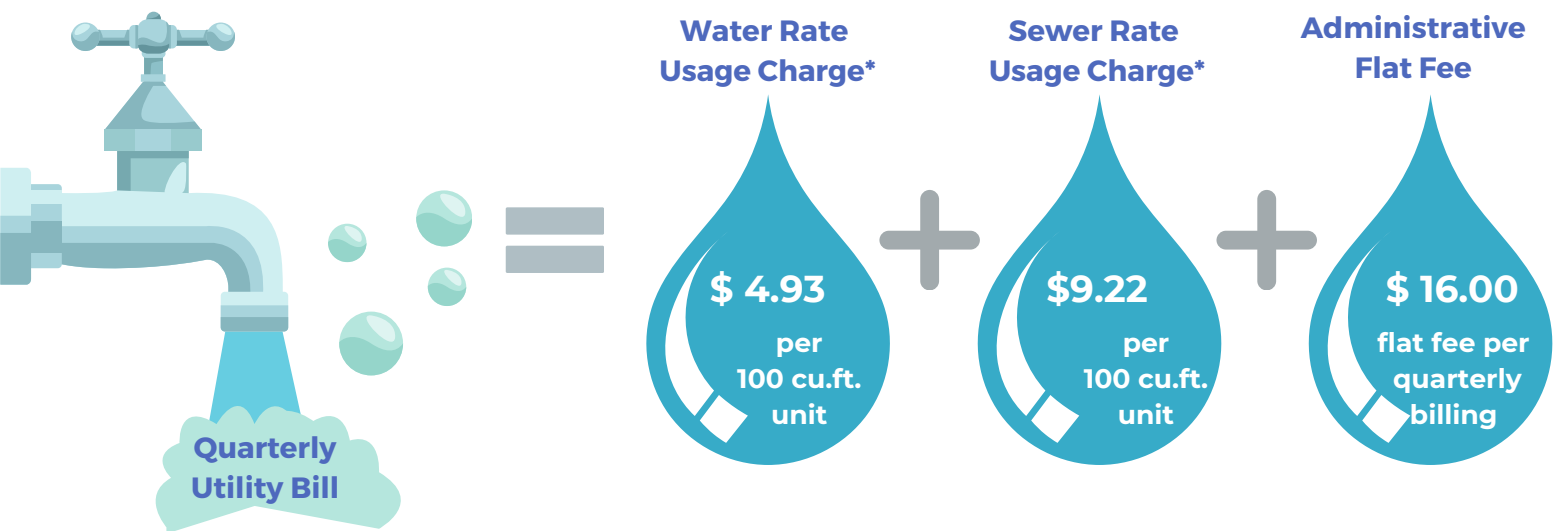 Water Rate
Usage Charge*
Sewer Rate
Usage Charge*
Administrative
Flat Fee
$ 4.93
per
100 cu.ft.
unit
$9.22
per
100 cu.ft.
unit
$ 16.00
flat fee per
quarterly
billing
Quarterly
Utility Bill